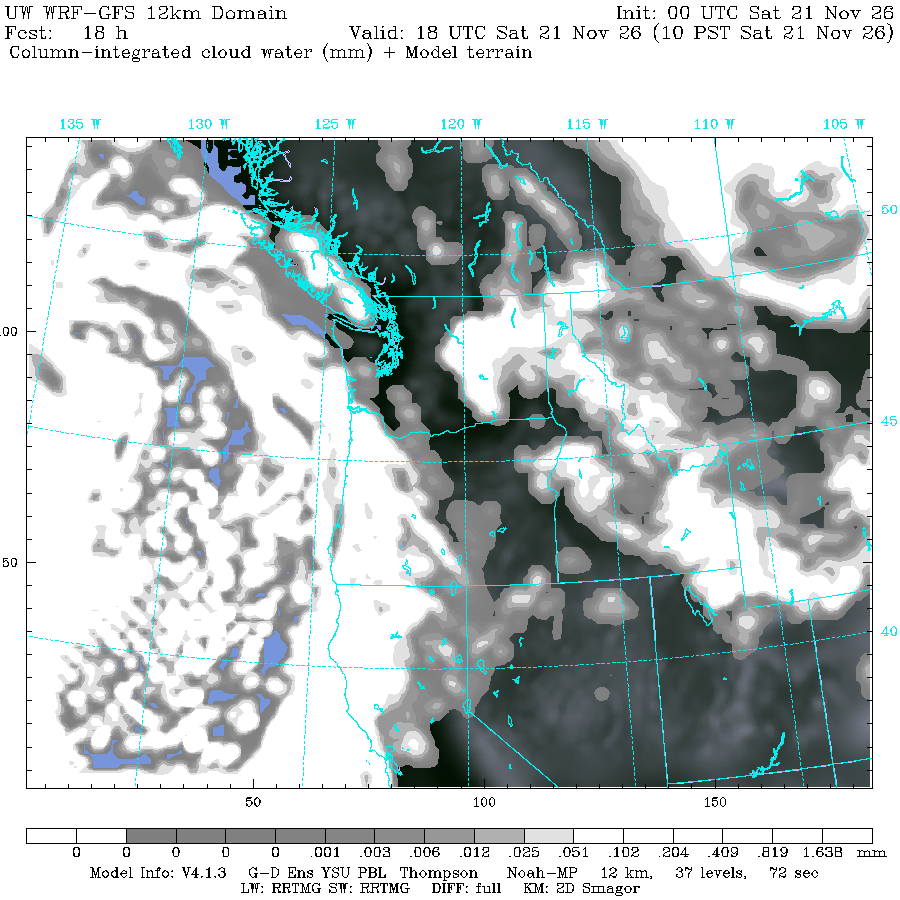 UW WRF-GFS 12km Domain Init: 00 UTC Sat 21 Nov 26
Fcst: 18 h Valid: 18 UTC Sat 21 Nov 26 (10 PST Sat 21 Nov 26)
Column-integrated cloud water (mm) + Model terrain
135 W 130 W 125 W 120 W 115 W 110 W 105 W
50
00
45
50
40
50 100 150
0 0 0 0 .001 .003 .006 .012 .025 .051 .102 .204 .409 .819 1.638 mm
Model Info: V4.1.3 G-D Ens YSU PBL Thompson Noah-MP 12 km, 37 levels, 72 sec
LW: RRTMG SW: RRTMG DIFF: full KM: 2D Smagor